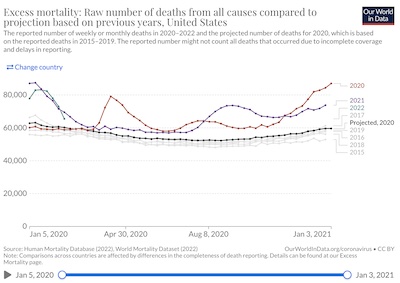 Excess mortality: Raw number of deaths from all causes compared to
projection based on previous years, United States
Our World
in Data
The reported number of weekly or monthly deaths in 2020–2022 and the projected number of deaths for 2020, which is based
on the reported deaths in 2015–2019. The reported number might not count all deaths that occurred due to incomplete coverage
and delays in reporting.
Change country
80,000
60,000
40,000
20,000
0
2020
2021
2022
2017
Projected, 2020
2019
2016
2018
2015
Jan 5, 2020
Apr 30, 2020
Aug 8, 2020
Jan 3, 2021
Source: Human Mortality Database (2022), World Mortality Dataset (2022)
OurWorldInData.org/coronavirus • CC BY
Note: Comparisons across countries are affected by differences in the completeness of death reporting. Details can be found at our Excess
Mortality page.
Jan 5, 2020
Jan 3, 2021